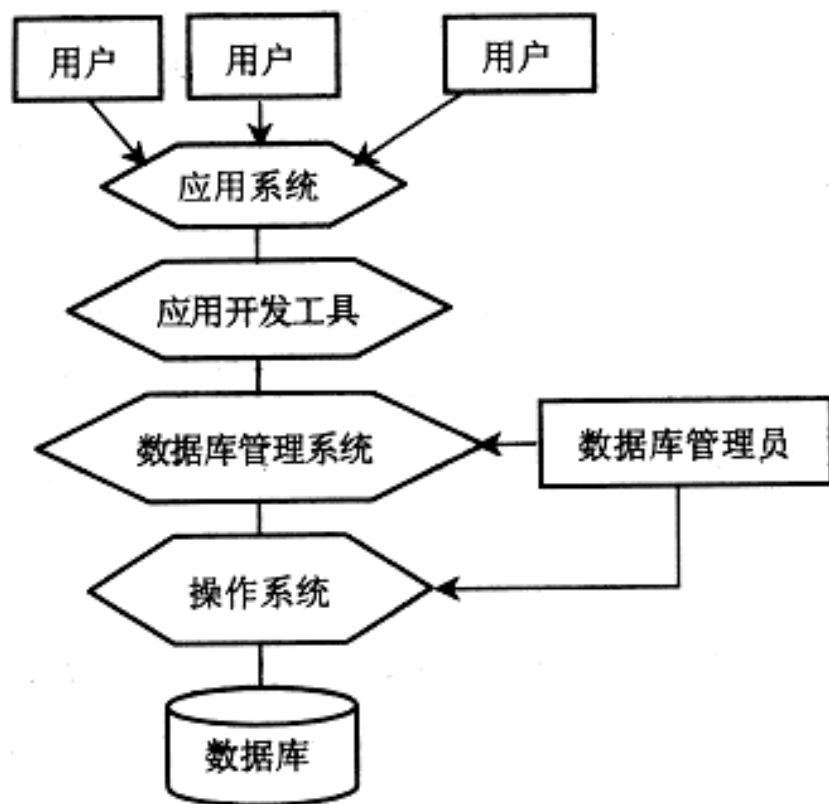 用户
用户
用户
应用系统
应用开发工具
数据库管理系统
数据库管理员
操作系统
数据库